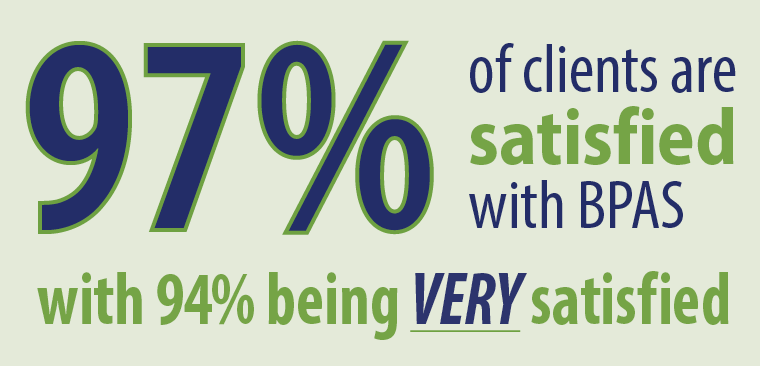 97%
of clients are
satisfied
with BPAS
with 94% being VERY satisfied